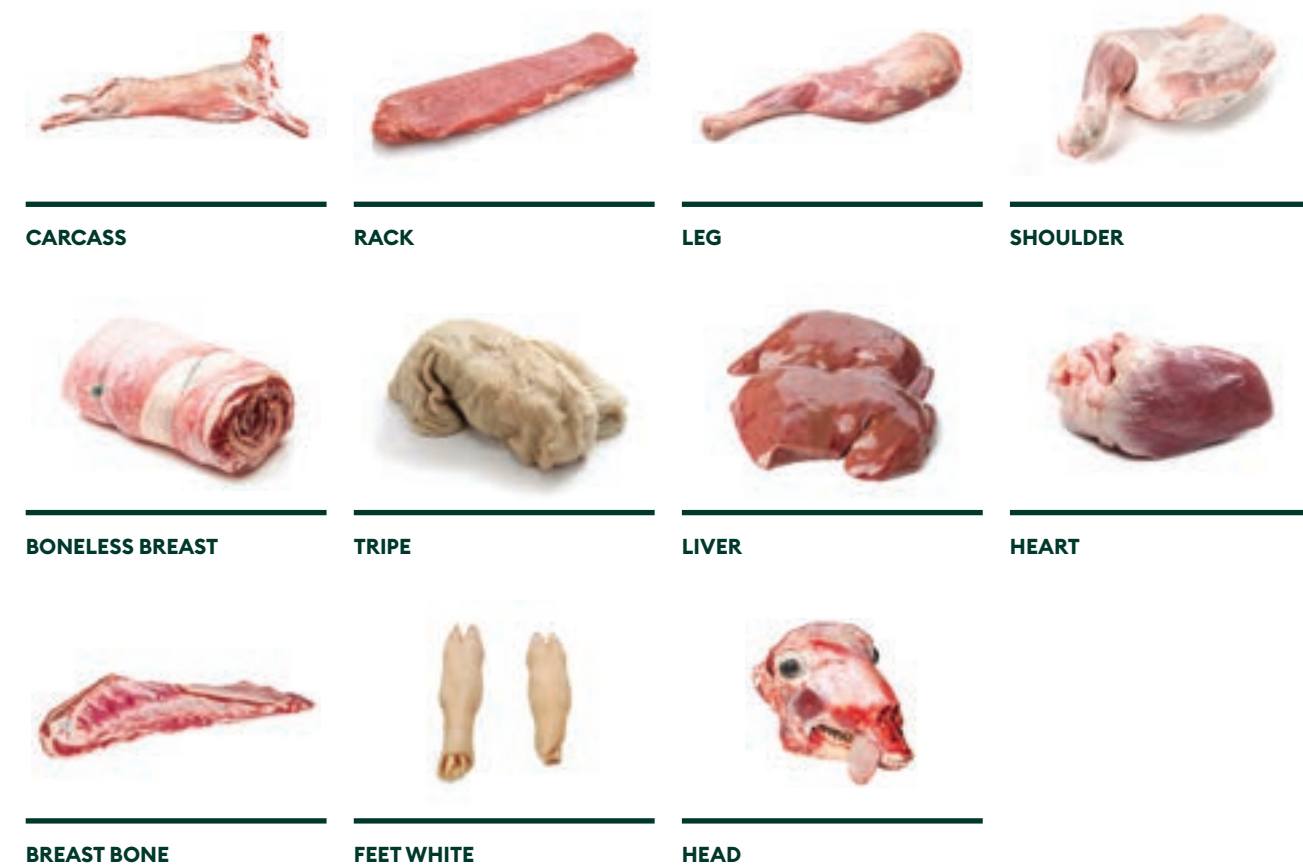 CARCASS
RACK
LEG
SHOULDER
BONELESS BREAST
TRIPE
LIVER
HEART
BREAST BONE
FEET WHITE
HEAD